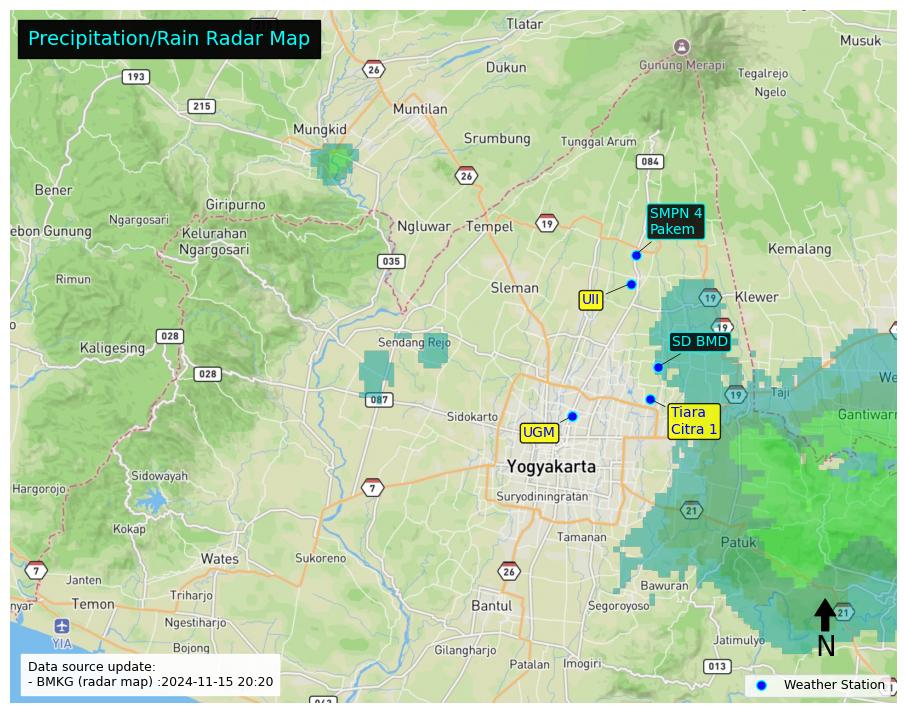 Precipitation/Rain Radar Map
Tlatar
Musuk
26
Gunung Merapi
Dukun
Tegalrejo
193
Ngelo
215
Muntilan
Mungkid
Srumbung
Tunggal Arum
084
26
Bener
Giripurno
SMPN 4
Pakem
Ngargosari
ebon Gunung
Kelurahan
Ngargosari
Ngluwar
Tempel
19
Kemalang
035
Rimun
Sleman
UII
19
Klewer
19
028
Sendang Rejo
SD BMD
Kaligesing
028
We
19
Taji
087
Sidokarto
Tiara
Citra 1
Gantiwarn
UGM
Yogyakarta
Sidowayah
Hargorojo
7
Suryodiningratan
21
Kokap
Tamanan
Patuk
Wates
Sukoreno
7
26
Janten
Bawuran
Triharjo
nyar
Temon
Bantul
Segoroyoso
21
Ngestiharjo
YIA
N
Jatimulyo
Bojong
Gilangharjo
Patalan
Imogiri
013
Data source update:
- BMKG (radar map) :2024-11-15 20:20
Weather Station